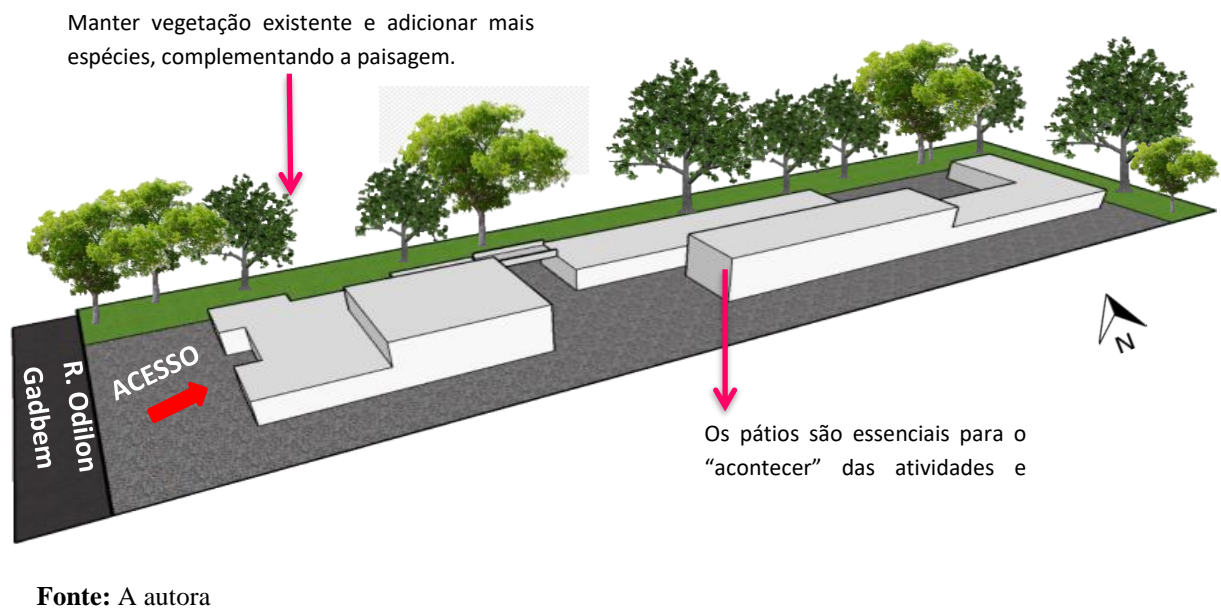 Manter vegetação existente e adicionar mais
espécies, complementando a paisagem.
ACESSO
R. Odilon
Gadbem
N
Os pátios são essenciais para o
“acontecer” das atividades e
Fonte: A autora